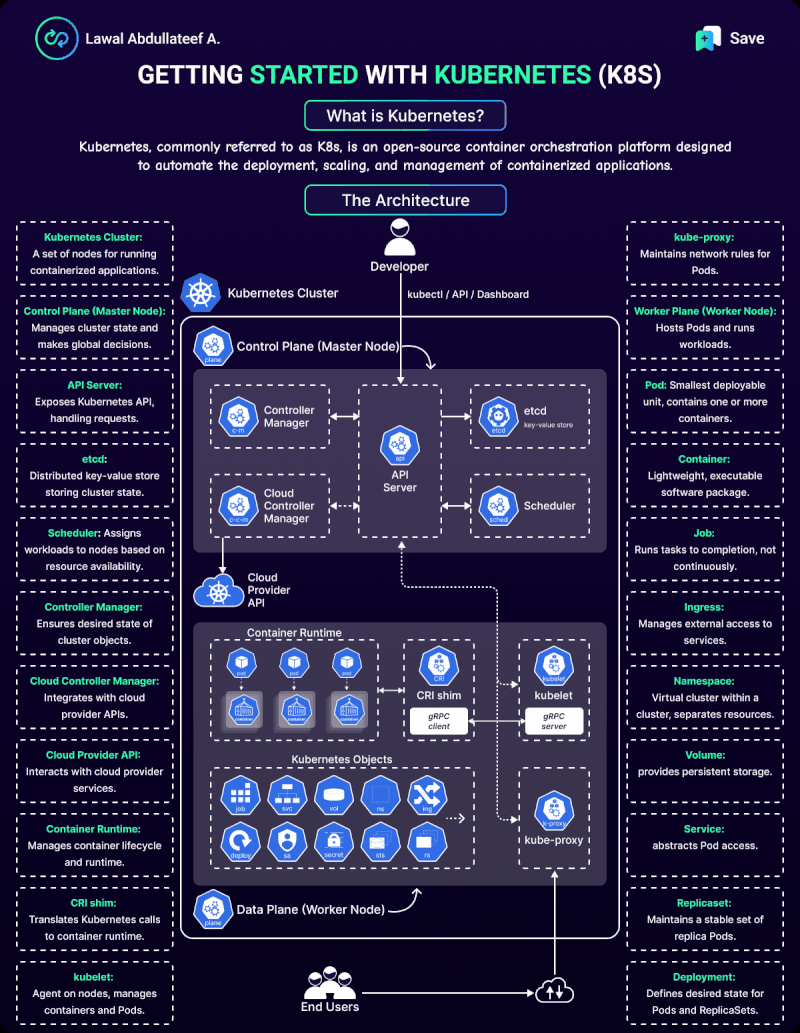 Lawal Abdullateef A.
Save
GETTING STARTED WITH KUBERNETES (K8S)
What is Kubernetes?
Kubernetes, commonly referred to as K8s, is an open-source container orchestration platform designed
to automate the deployment, scaling, and management of containerized applications.
The Architecture
Kubernetes Cluster:
A set of nodes for running
containerized applications.
Control Plane (Master Node):
Manages cluster state and
makes global decisions.
API Server:
Exposes Kubernetes API,
handling requests.
etcd:
Distributed key-value store
storing cluster state.
Scheduler: Assigns
workloads to nodes based on
resource availability.
Controller Manager:
Ensures desired state of
cluster objects.
Cloud Controller Manager:
Integrates with cloud
provider APIs.
Cloud Provider API:
Interacts with cloud provider
services.
Container Runtime:
Manages container lifecycle
and runtime.
CRI shim:
Translates Kubernetes calls
to container runtime.
kubelet:
Agent on nodes, manages
containers and Pods.
Developer
Kubernetes Cluster
kubectl / API / Dashboard
plane
Control Plane (Master Node)
c-m
Controller
Manager
api
API
Server
etcd
etcd
key-value store
c-c-m
Cloud
Controller
Manager
sched
Scheduler
Cloud
Provider
API
Container Runtime
pod
pod
pod
container
container
container
CRI
CRI shim
gRPC
client
kubelet
kubelet
gRPC
server
Kubernetes Objects
job
svc
vol
ns
ing
deploy
sa
secret
sts
rs
k-proxy
kube-proxy
plane
Data Plane (Worker Node)
End Users
kube-proxy:
Maintains network rules for
Pods.
Worker Plane (Worker Node):
Hosts Pods and runs
workloads.
Pod: Smallest deployable
unit, contains one or more
containers.
Container:
Lightweight, executable
software package.
Job:
Runs tasks to completion, not
continuously.
Ingress:
Manages external access to
services.
Namespace:
Virtual cluster within a
cluster, separates resources.
Volume:
provides persistent storage.
Service:
abstracts Pod access.
Replicaset:
Maintains a stable set of
replica Pods.
Deployment:
Defines desired state for
Pods and ReplicaSets.